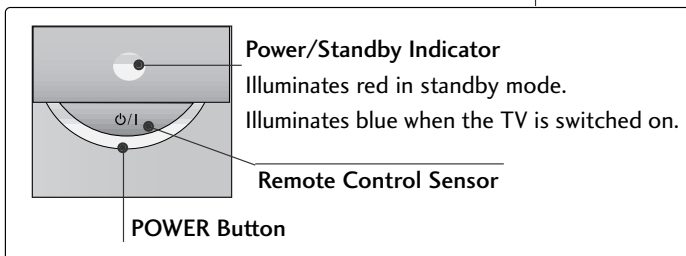 Power/Standby Indicator
Illuminates red in standby mode.
Illuminates blue when the TV is switched on.
⏻/I
Remote Control Sensor
POWER Button